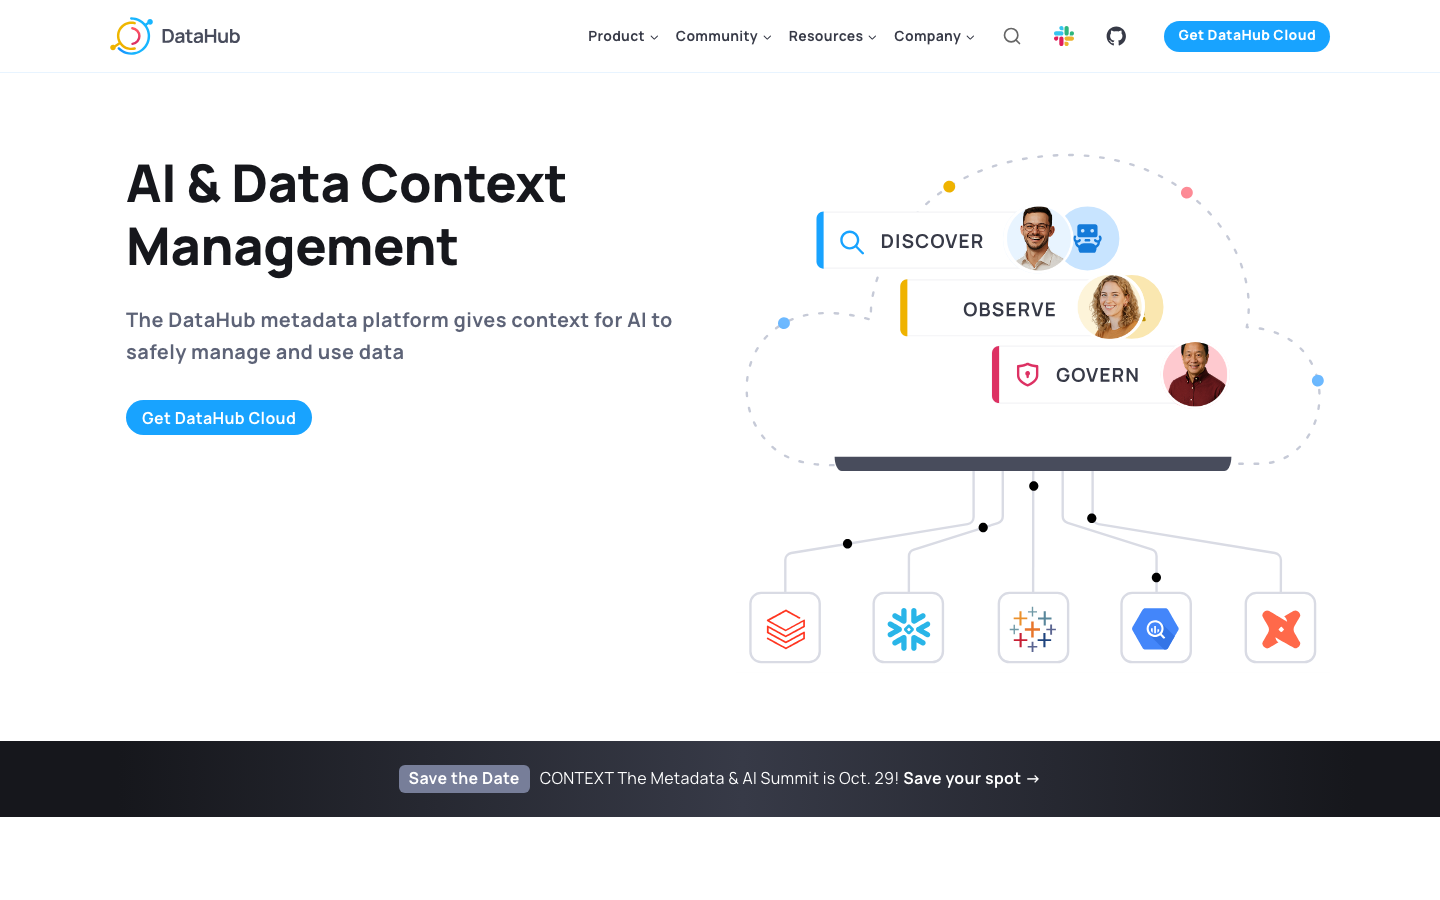 DataHub
Product
Community
Resources
Company
Get DataHub Cloud
AI & Data Context
Management
The DataHub metadata platform gives context for AI to
safely manage and use data
Get DataHub Cloud
DISCOVER
OBSERVE
GOVERN
Save the Date CONTEXT The Metadata & AI Summit is Oct. 29! Save your spot →